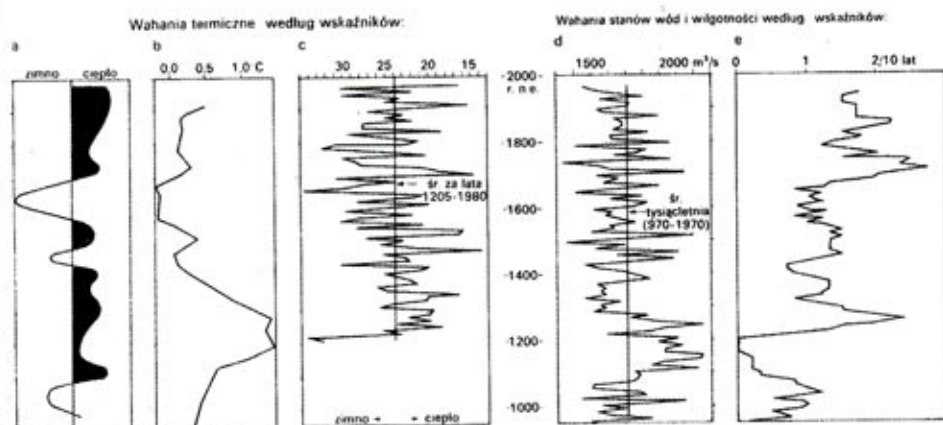 Wahania termiczne według wskaźników:
Wahania stanów wód i wilgotności według wskaźników:
a
b
c
d
e
zimno ciepło
0,0 0,5 1,0 C
30 24 15
-2000-
r. n e.
1500 2000 m³/s
0 1 2/10 lat
-1800-
śr za lata
1205-1980
-1600-
śr.
tysiącletnia
(970-1970)
-1400-
-1200-
-1000-
zimno ciepło